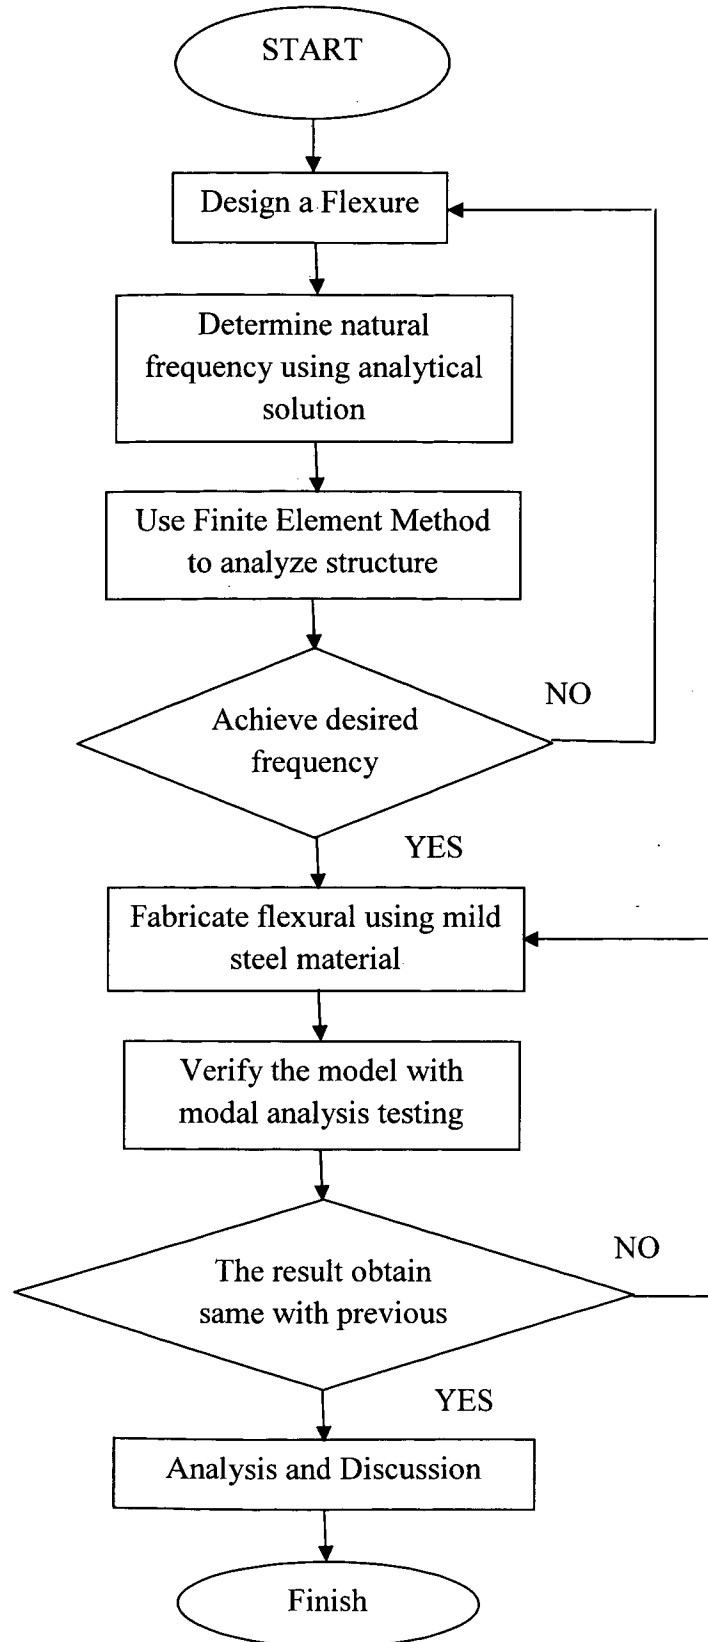 START
Design a Flexure
Determine natural
frequency using analytical
solution
Use Finite Element Method
to analyze structure
NO
Achieve desired
frequency
YES
Fabricate flexural using mild
steel material
Verify the model with
modal analysis testing
NO
The result obtain
same with previous
YES
Analysis and Discussion
Finish